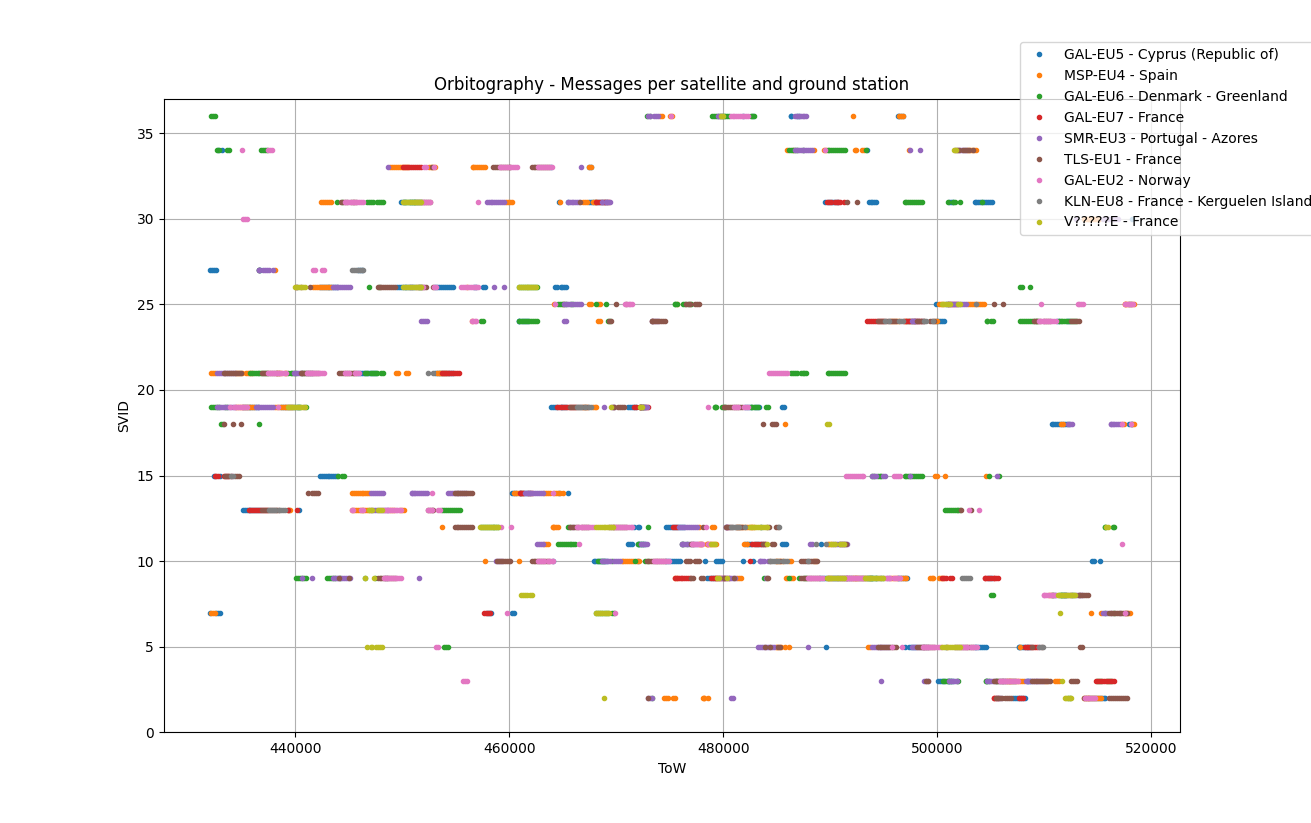 Orbitography - Messages per satellite and ground station
GAL-EU5 - Cyprus (Republic of)
MSP-EU4 - Spain
GAL-EU6 - Denmark - Greenland
GAL-EU7 - France
SMR-EU3 - Portugal - Azores
TLS-EU1 - France
GAL-EU2 - Norway
KLN-EU8 - France - Kerguelen Island
V?????E - France
35
30
25
20
15
10
5
0
SVID
440000
460000
480000
500000
520000
ToW